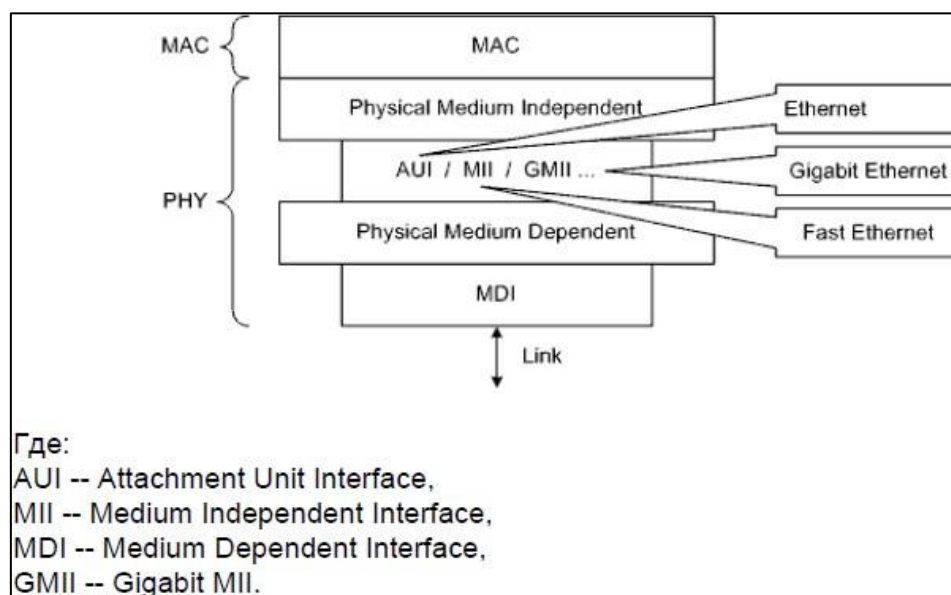 MAC
MAC
Physical Medium Independent
Ethernet
AUI / MII / GMII ...
Gigabit Ethernet
PHY
Physical Medium Dependent
Fast Ethernet
MDI
Link
Где:
AUI -- Attachment Unit Interface,
MII -- Medium Independent Interface,
MDI -- Medium Dependent Interface,
GMII -- Gigabit MII.